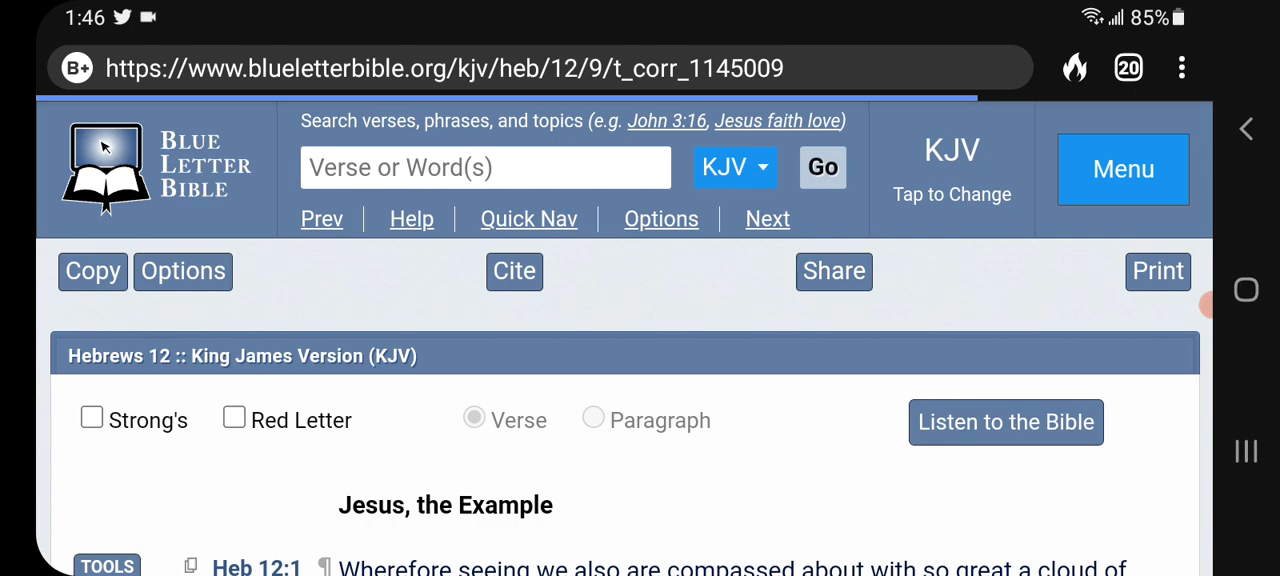 1:46 85%
B+ https://www.blueletterbible.org/kjv/heb/12/9/t_corr_1145009 20
BLUE
LETTER
BIBLE
Search verses, phrases, and topics (e.g. John 3:16, Jesus faith love)
Verse or Word(s) KJV Go
Prev Help Quick Nav Options Next
KJV
Tap to Change
Menu
Copy Options Cite Share Print
Hebrews 12 :: King James Version (KJV)
Strong's Red Letter Verse Paragraph Listen to the Bible
Jesus, the Example
TOOLS Heb 12:1 ¶ Wherefore seeing we also are compassed about with so great a cloud of